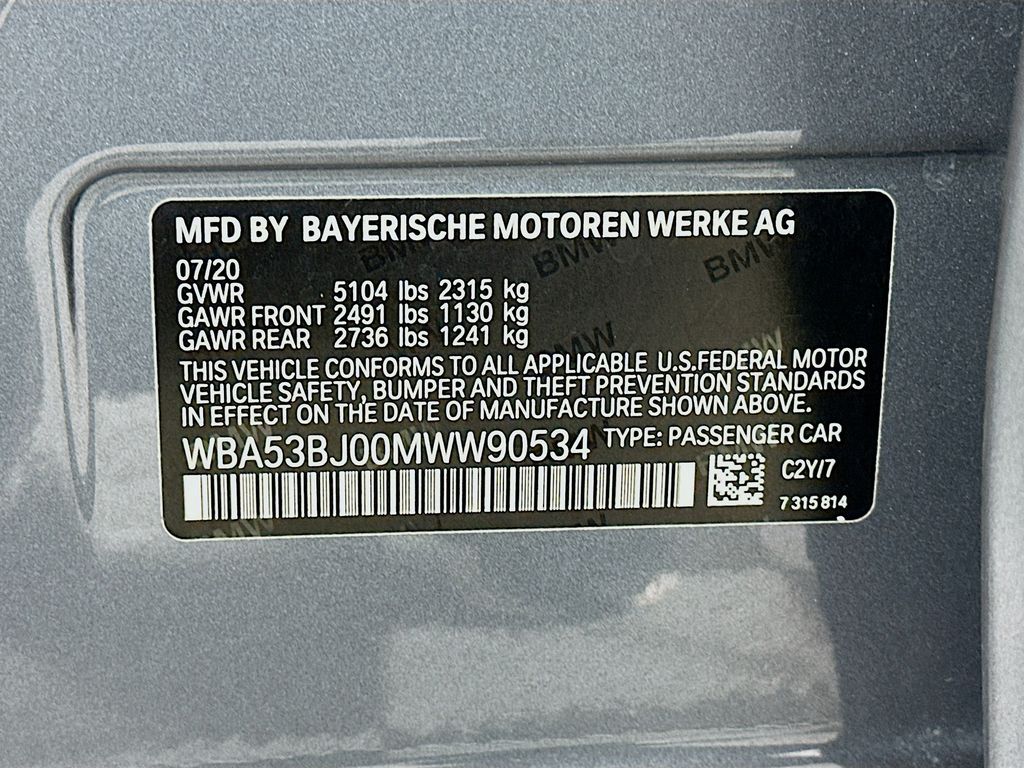 MFD BY BAYERISCHE MOTOREN WERKE AG
07/20
GVWR 5104 lbs 2315 kg
GAWR FRONT 2491 lbs 1130 kg
GAWR REAR 2736 lbs 1241 kg
THIS VEHICLE CONFORMS TO ALL APPLICABLE U.S.FEDERAL MOTOR
VEHICLE SAFETY, BUMPER AND THEFT PREVENTION STANDARDS
IN EFFECT ON THE DATE OF MANUFACTURE SHOWN ABOVE.
WBA53BJ00MWW90534 TYPE: PASSENGER CAR
C2Y/7
7 315 814